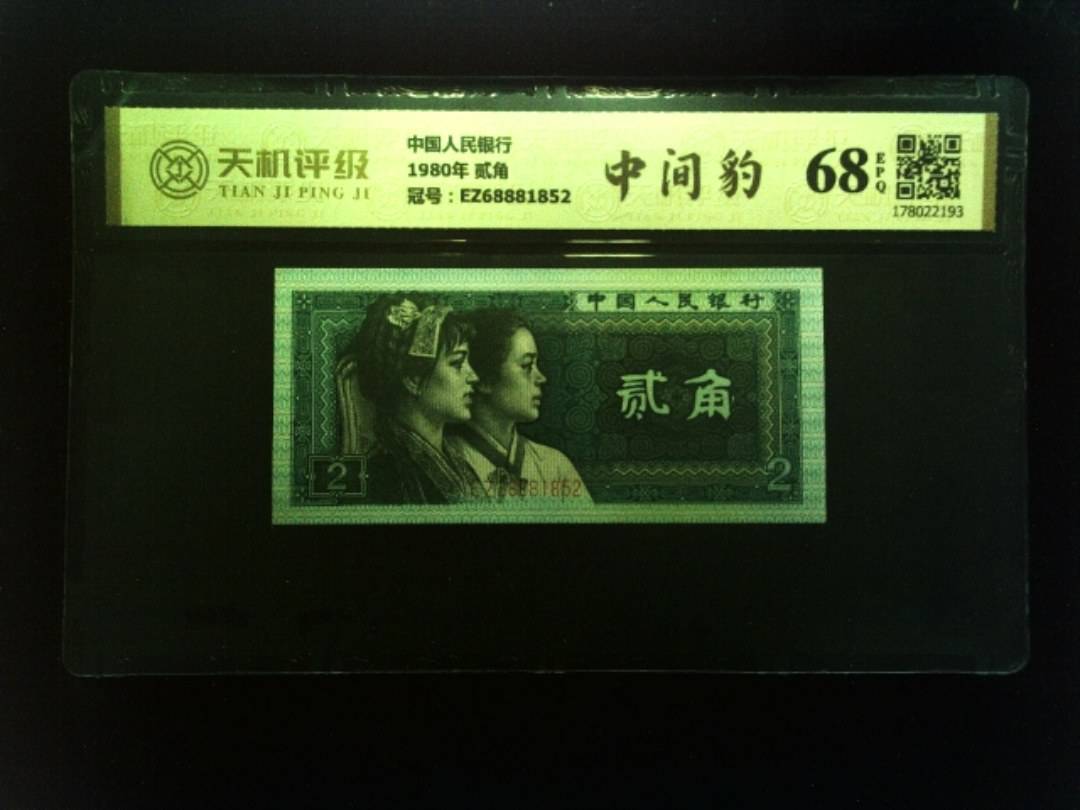 天机评级
TIAN JI PING JI
中国人民银行
1980年 贰角
冠号：EZ68881852
中间豹
68
EPQ
178022193
中国人民银行
贰角
2
2
EZ68881852